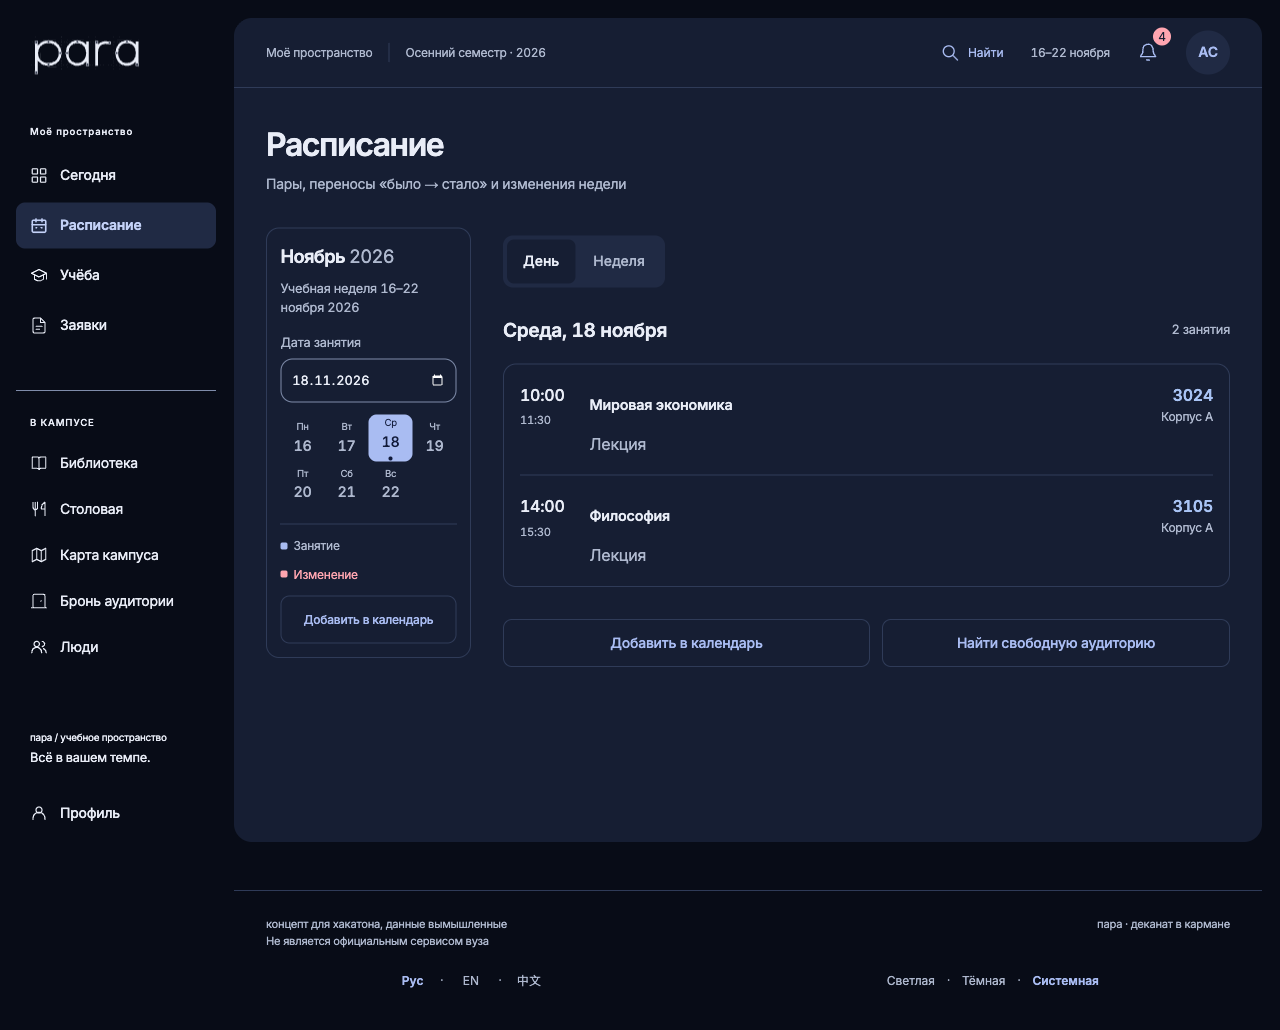 para
Моё пространство
Сегодня
Расписание
Учёба
Заявки
В КАМПУСЕ
Библиотека
Столовая
Карта кампуса
Бронь аудитории
Люди
пара / учебное пространство
Всё в вашем темпе.
Профиль
Моё пространство
Осенний семестр · 2026
Найти
16–22 ноября
4
АС
Расписание
Пары, переносы «было → стало» и изменения недели
Ноябрь 2026
Учебная неделя 16–22
ноября 2026
Дата занятия
18.11.2026
Пн Вт Ср Чт
16 17 18 19
Пт Сб Вс
20 21 22
Занятие
Изменение
Добавить в календарь
День Неделя
Среда, 18 ноября
2 занятия
10:00
11:30
Мировая экономика
Лекция
3024
Корпус А
14:00
15:30
Философия
Лекция
3105
Корпус А
Добавить в календарь
Найти свободную аудиторию
концепт для хакатона, данные вымышленные
Не является официальным сервисом вуза
пара · деканат в кармане
Рус · EN · 中文
Светлая · Тёмная · Системная